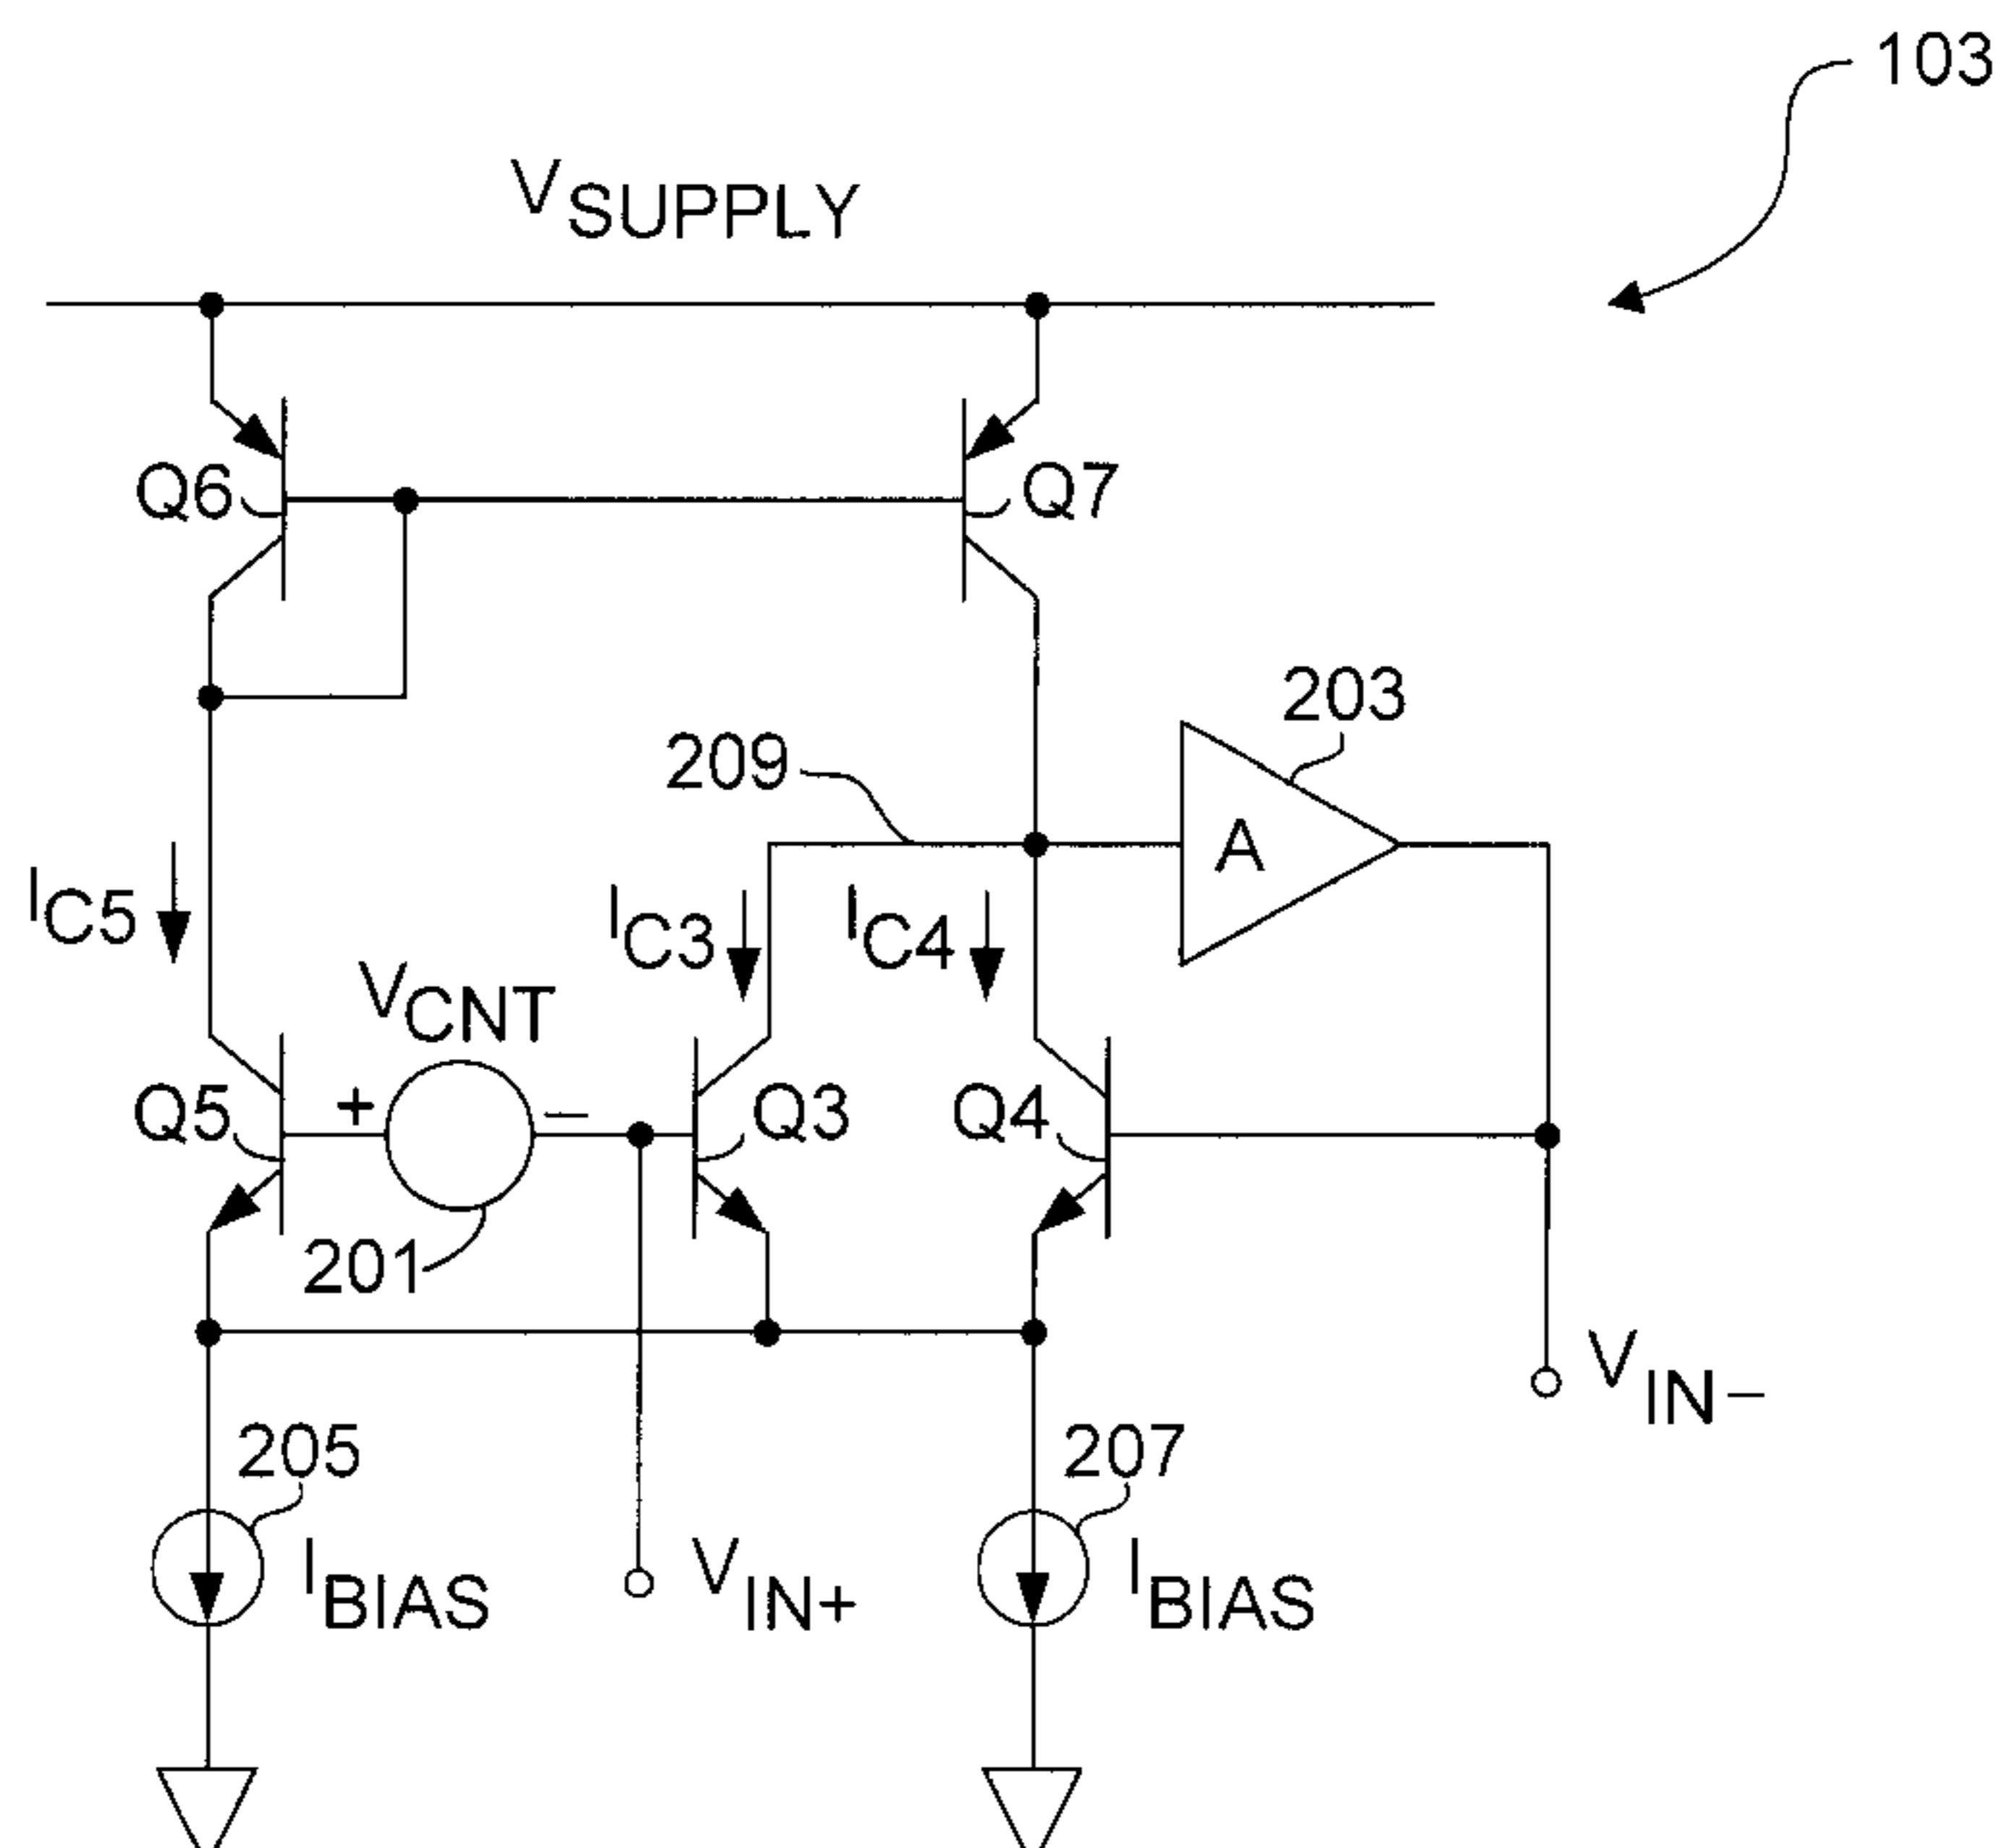 103
VSUPPLY
Q6
Q7
203
209
A
IC5
IC3
IC4
VCNT
Q5
+
−
Q3
Q4
201
VIN−
205
207
IBIAS
VIN+
IBIAS